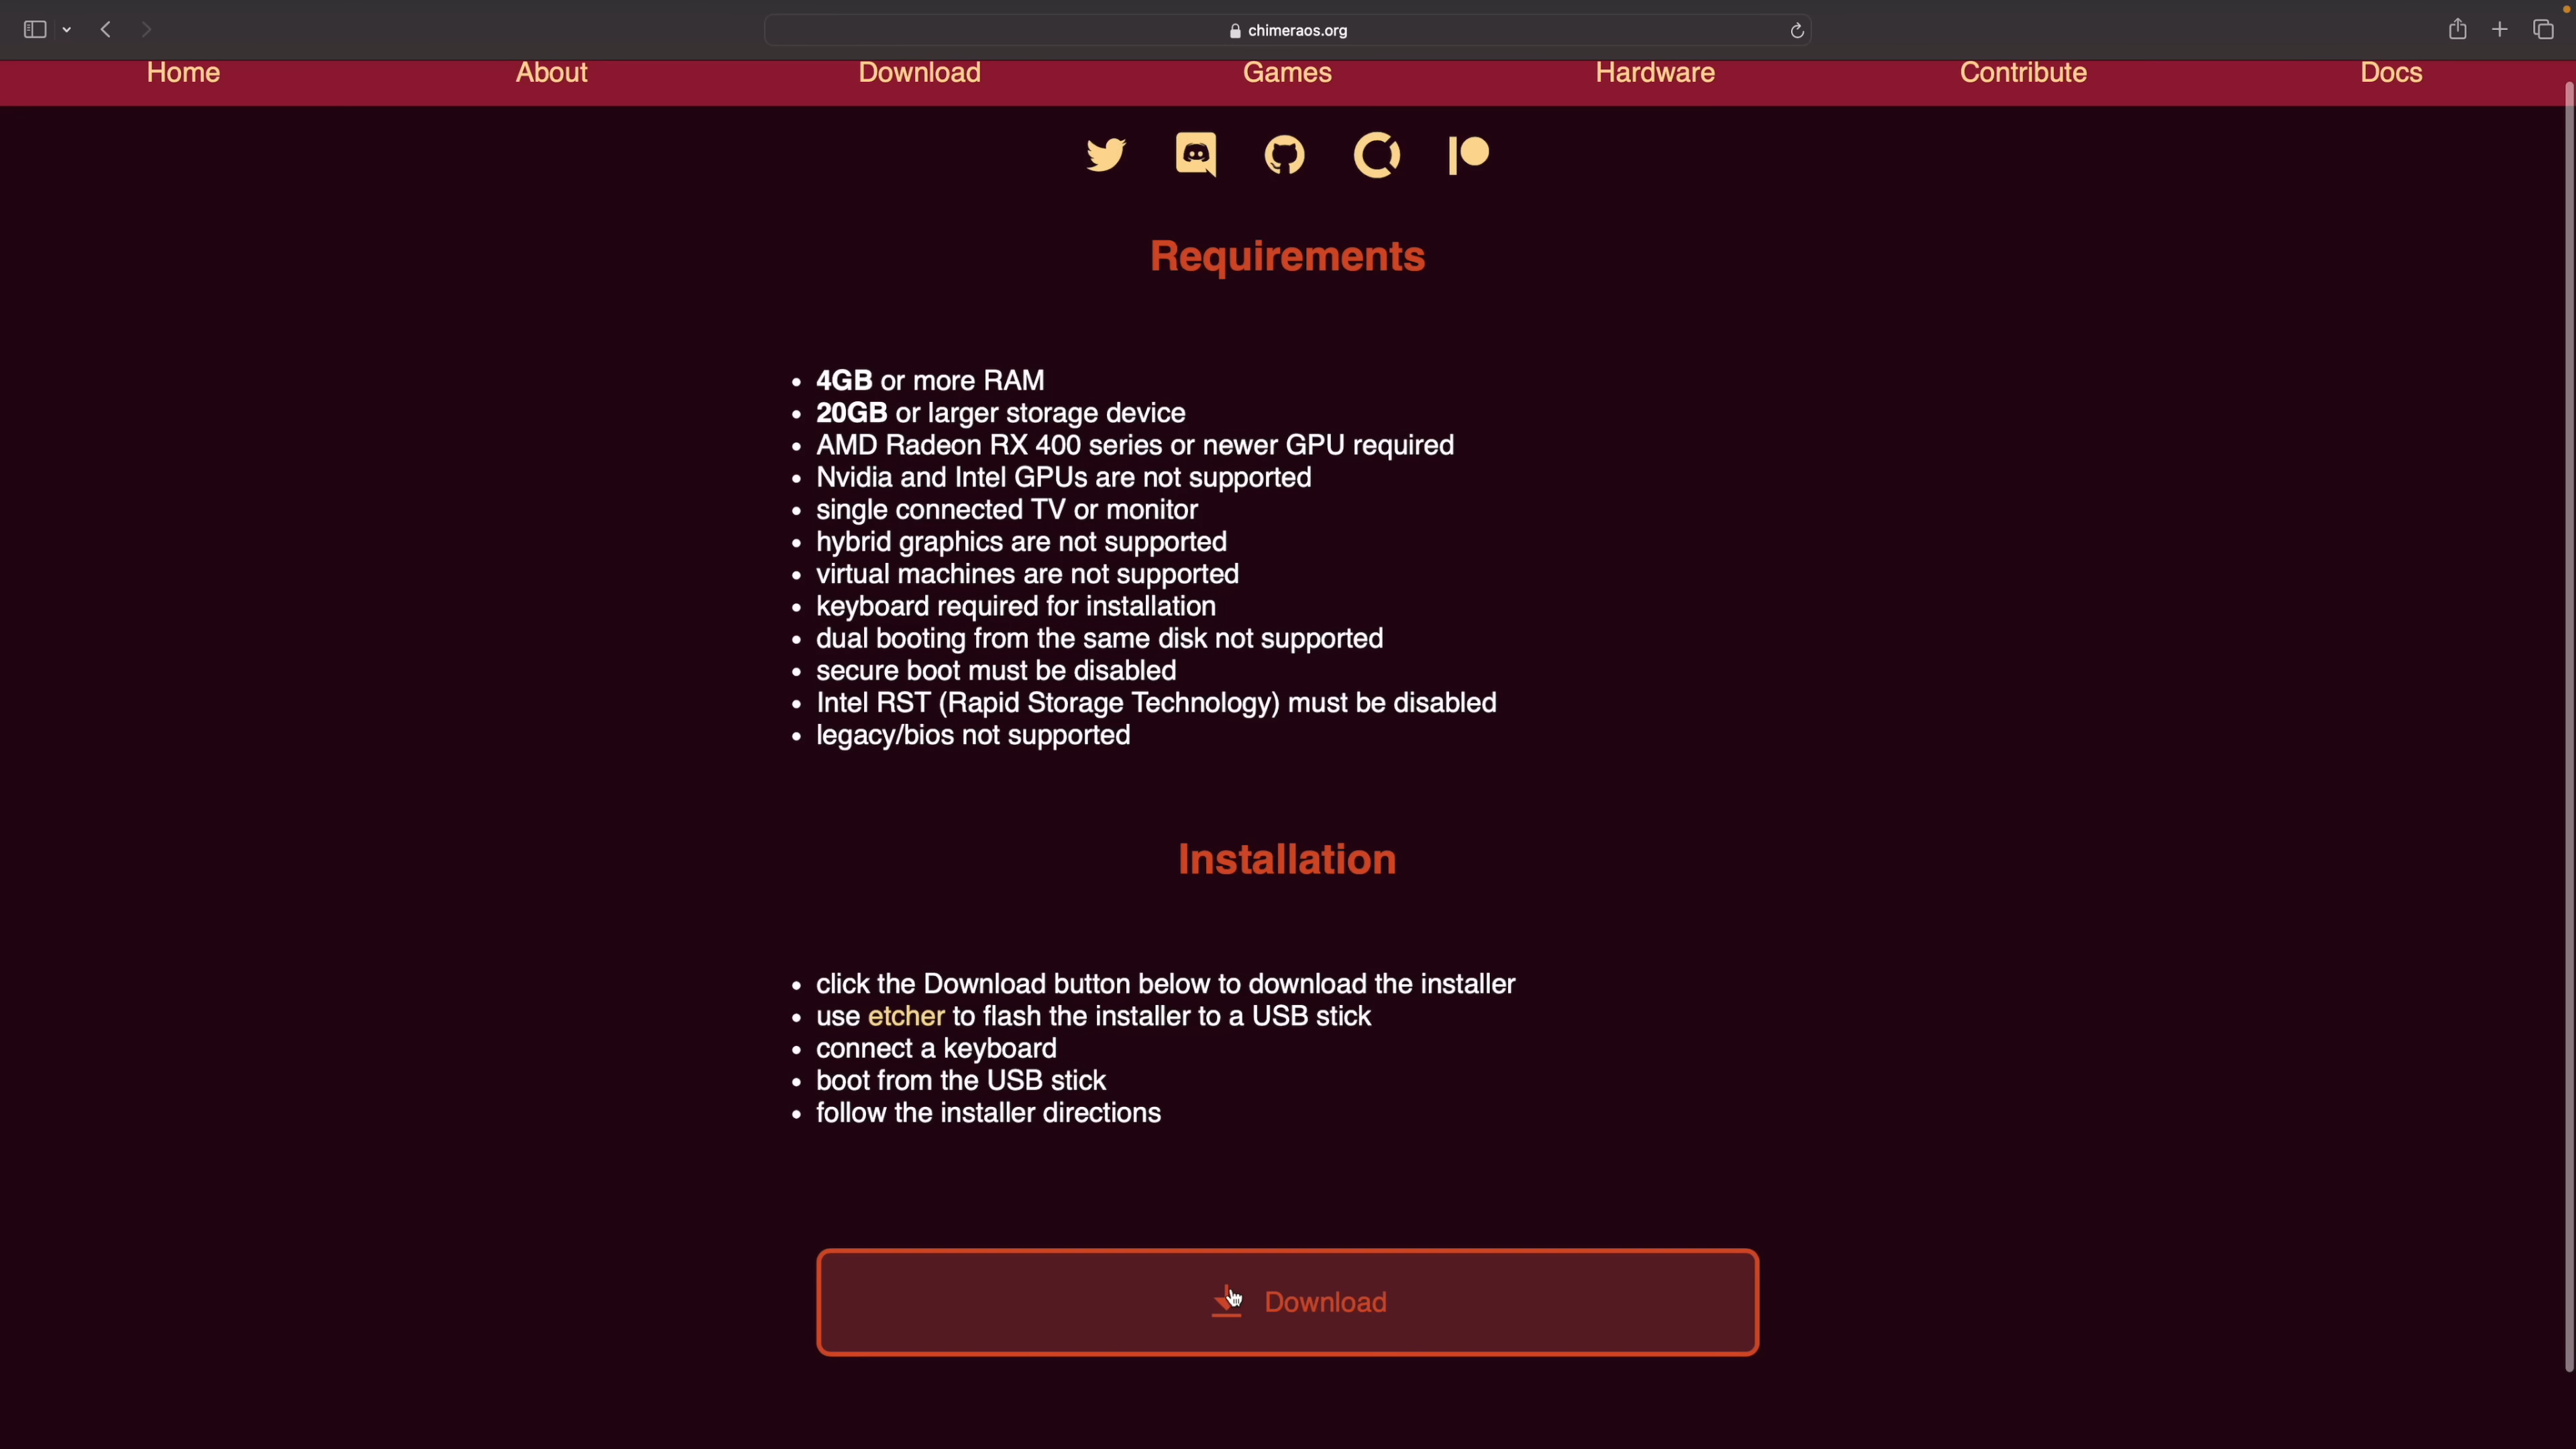 chimeraos.org
Home About Download Games Hardware Contribute Docs
Requirements
• 4GB or more RAM
• 20GB or larger storage device
• AMD Radeon RX 400 series or newer GPU required
• Nvidia and Intel GPUs are not supported
• single connected TV or monitor
• hybrid graphics are not supported
• virtual machines are not supported
• keyboard required for installation
• dual booting from the same disk not supported
• secure boot must be disabled
• Intel RST (Rapid Storage Technology) must be disabled
• legacy/bios not supported
Installation
• click the Download button below to download the installer
• use etcher to flash the installer to a USB stick
• connect a keyboard
• boot from the USB stick
• follow the installer directions
Download